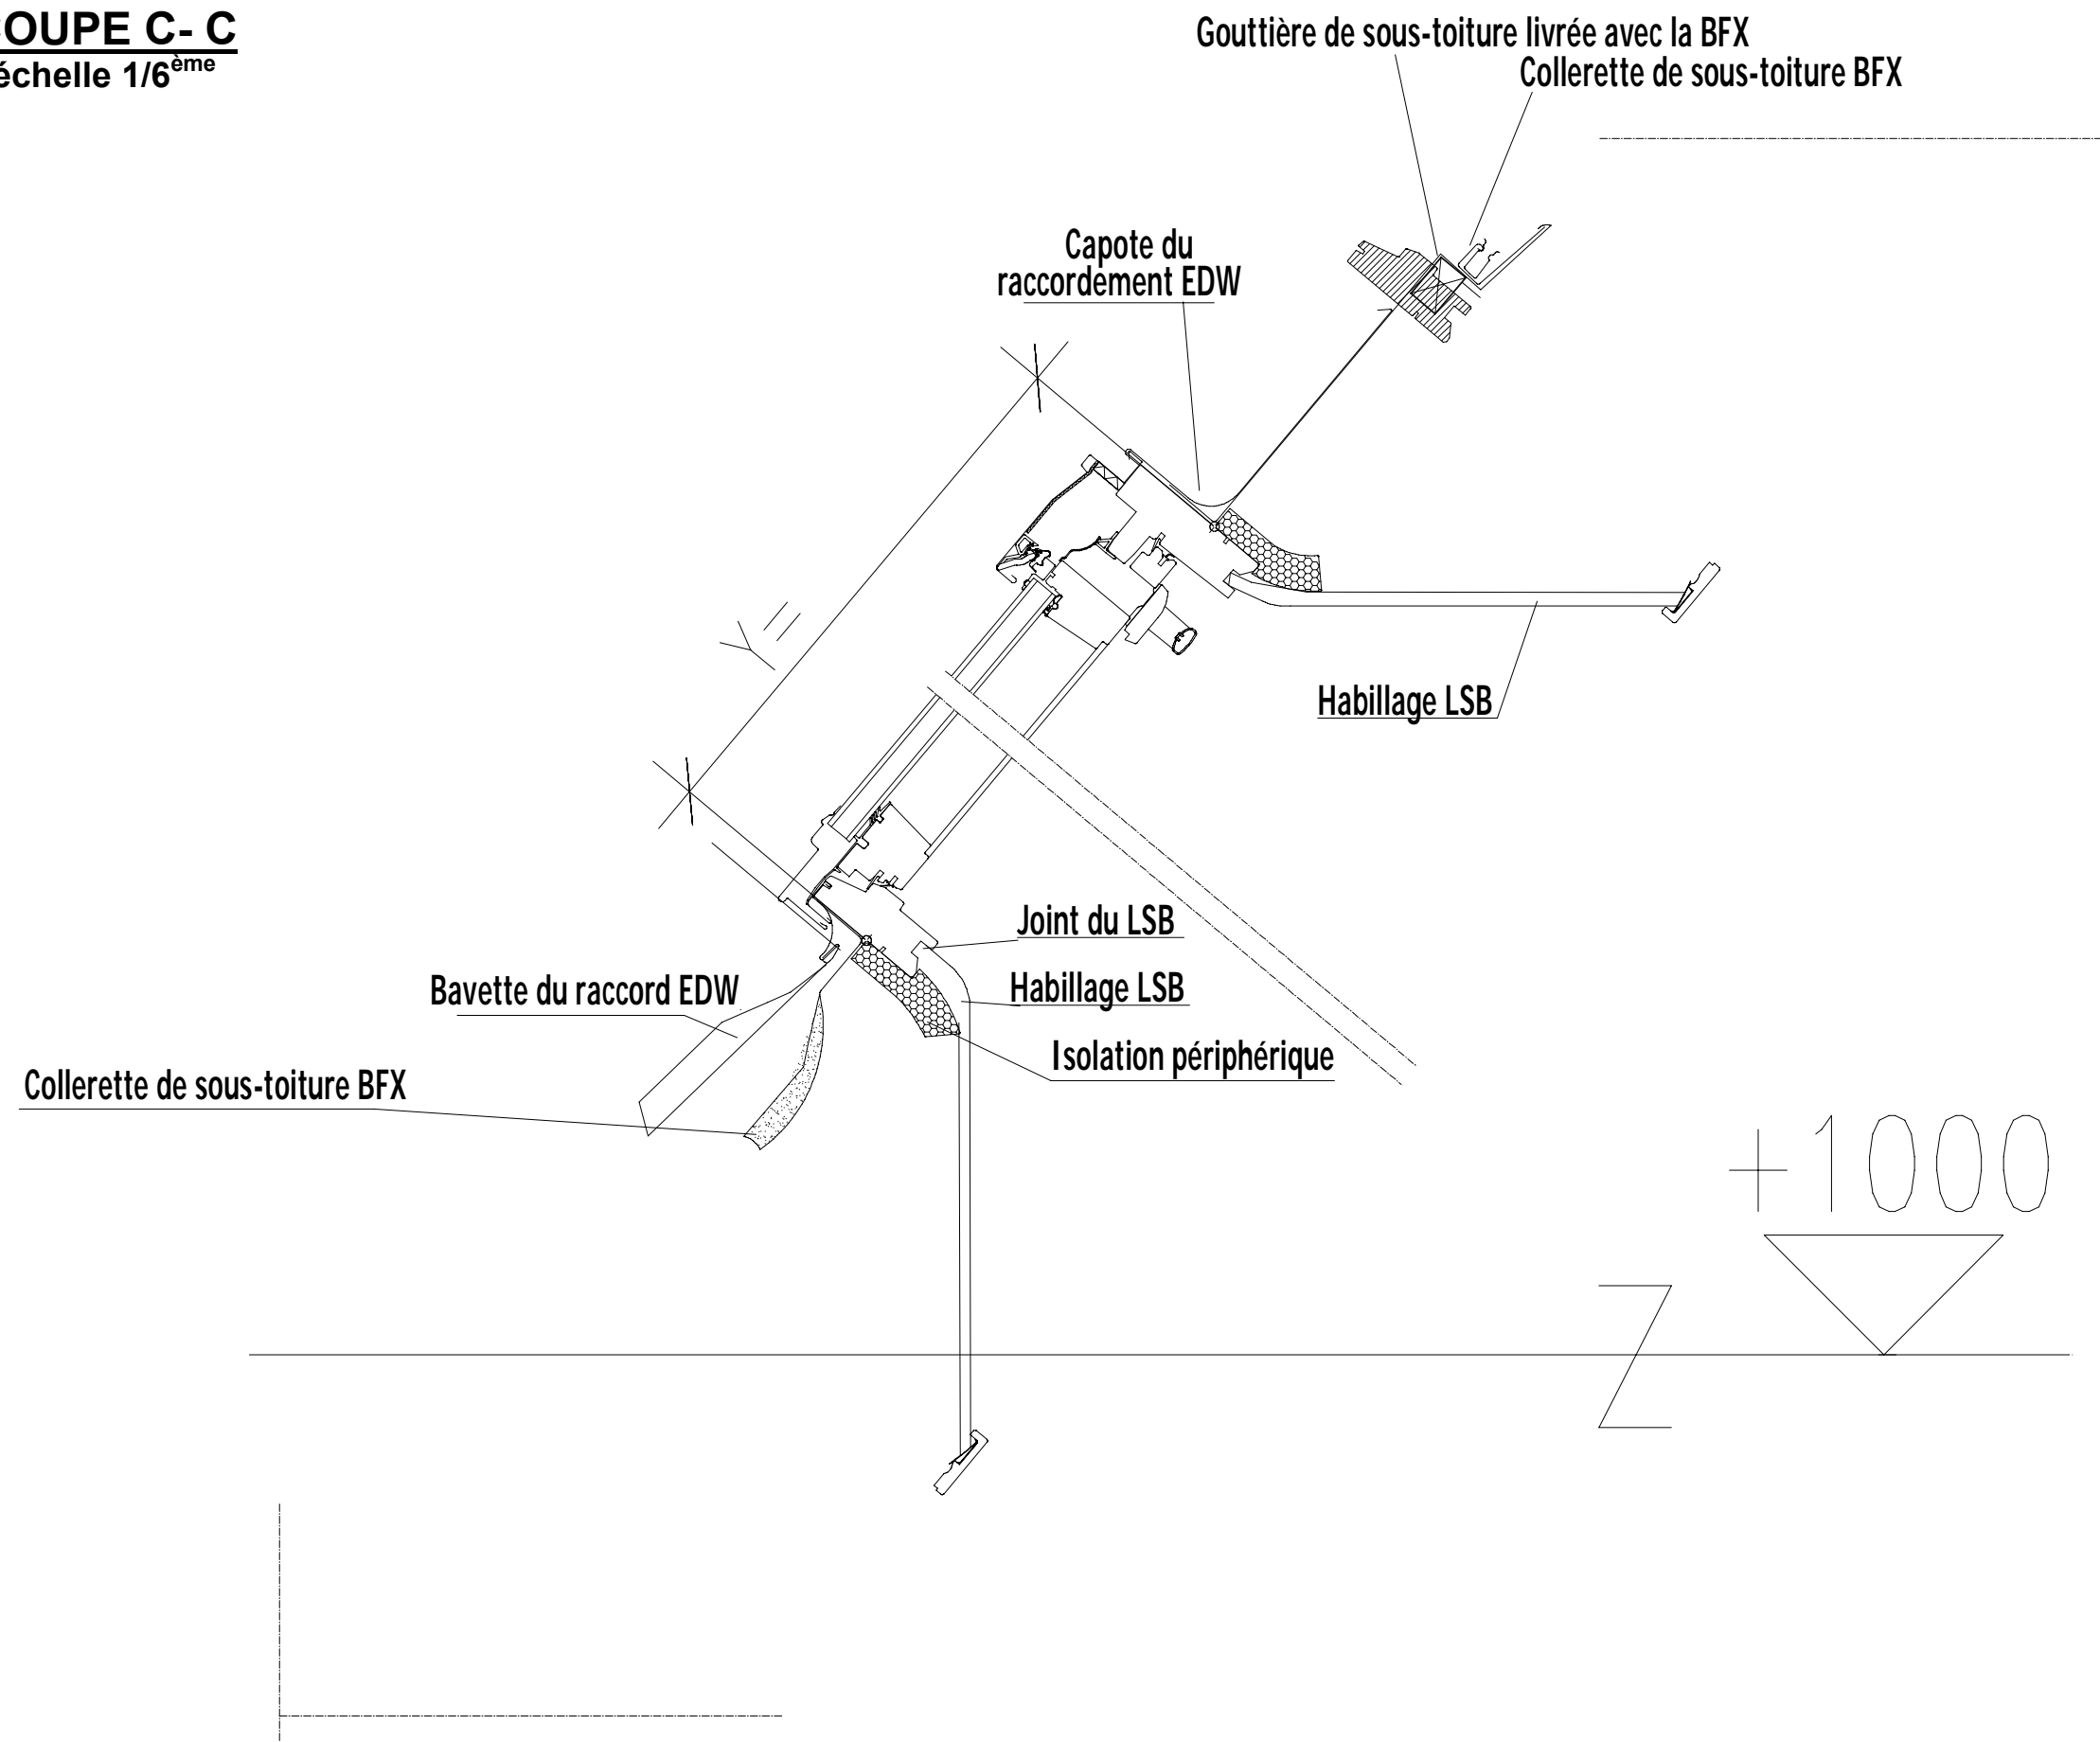 COUPE C- C
échelle 1/6ème
Gouttière de sous-toiture livrée avec la BFX
Collerette de sous-toiture BFX
Capote du
raccordement EDW
Y=
Habillage LSB
Joint du LSB
Bavette du raccord EDW
Habillage LSB
Isolation périphérique
Collerette de sous-toiture BFX
+1000
Z